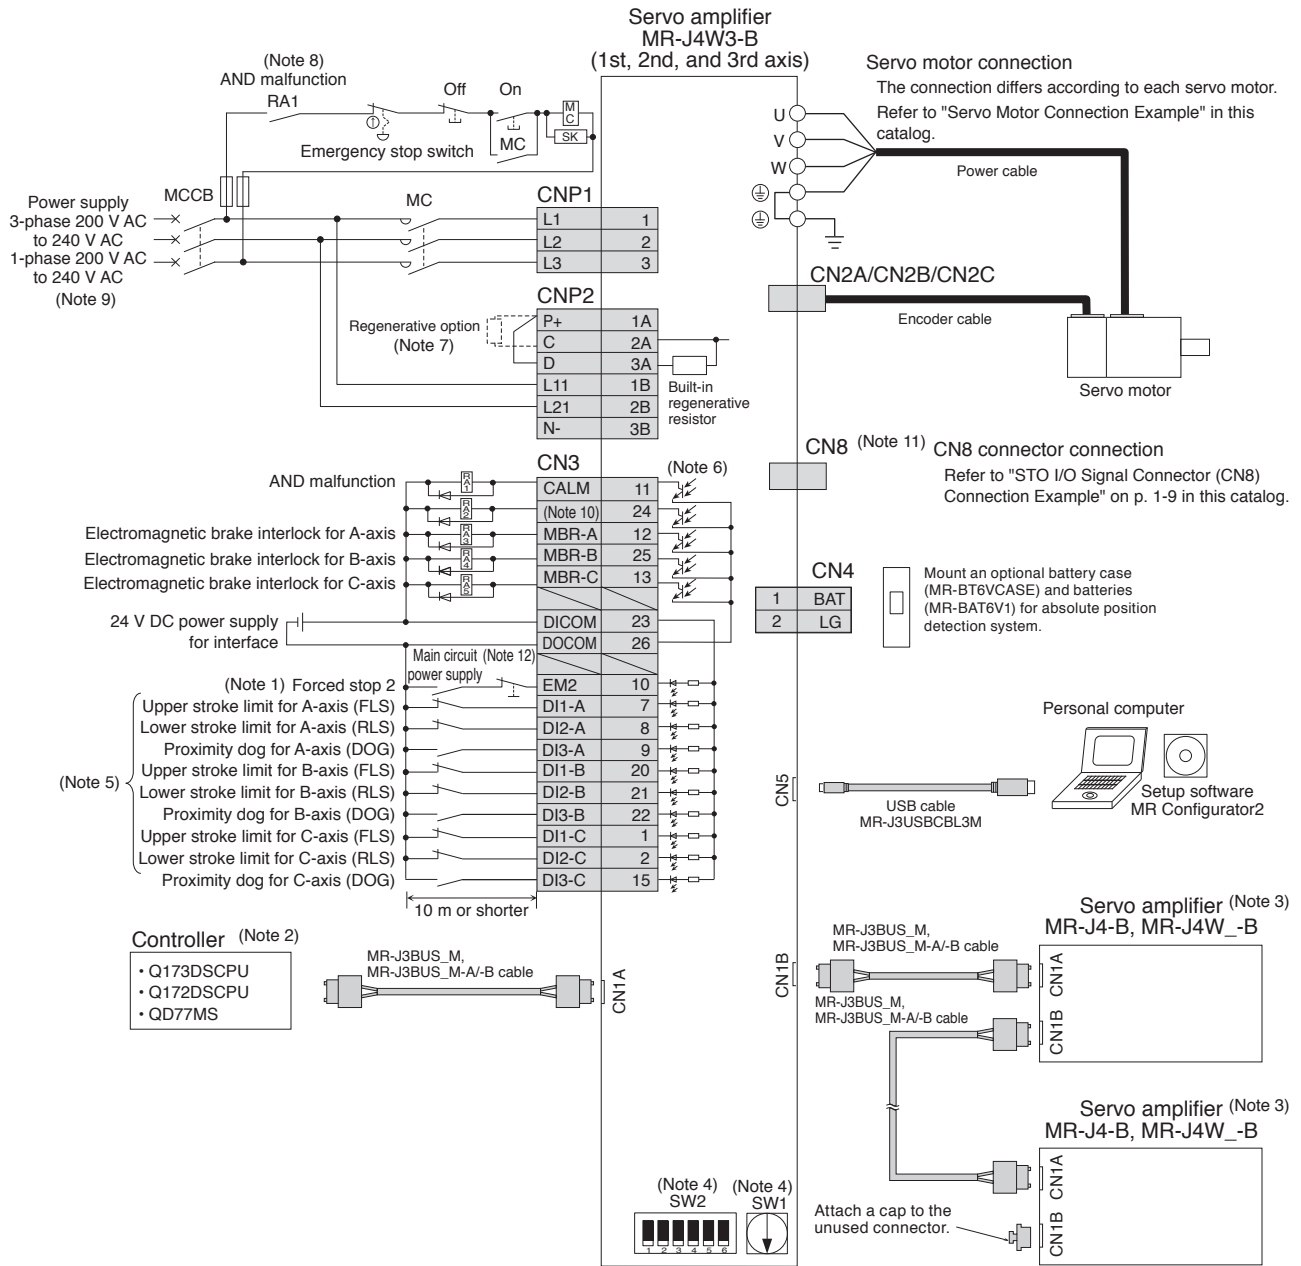 Servo amplifier
MR-J4W3-B
(1st, 2nd, and 3rd axis)
(Note 8)
AND malfunction
RA1
Off
On
MC
SK
MC
Emergency stop switch
Servo motor connection
The connection differs according to each servo motor.
Refer to "Servo Motor Connection Example" in this
catalog.
U
V
W
Power cable
Power supply
3-phase 200 V AC
to 240 V AC
1-phase 200 V AC
to 240 V AC
(Note 9)
MCCB
MC
CNP1
L1 1
L2 2
L3 3
CN2A/CN2B/CN2C
Encoder cable
Servo motor
CNP2
Regenerative option
(Note 7)
P+ 1A
C 2A
D 3A
L11 1B
L21 2B
N- 3B
Built-in
regenerative
resistor
CN8 (Note 11)
CN8 connector connection
Refer to "STO I/O Signal Connector (CN8)
Connection Example" on p. 1-9 in this catalog.
CN3
(Note 6)
AND malfunction RA1 CALM 11
RA2 (Note 10) 24
Electromagnetic brake interlock for A-axis RA3 MBR-A 12
Electromagnetic brake interlock for B-axis RA4 MBR-B 25
Electromagnetic brake interlock for C-axis RA5 MBR-C 13
24 V DC power supply
for interface
DICOM 23
DOCOM 26
Main circuit
power supply
(Note 12)
(Note 1) Forced stop 2 EM2 10
Upper stroke limit for A-axis (FLS) DI1-A 7
Lower stroke limit for A-axis (RLS) DI2-A 8
Proximity dog for A-axis (DOG) DI3-A 9
Upper stroke limit for B-axis (FLS) DI1-B 20
(Note 5)
Lower stroke limit for B-axis (RLS) DI2-B 21
Proximity dog for B-axis (DOG) DI3-B 22
Upper stroke limit for C-axis (FLS) DI1-C 1
Lower stroke limit for C-axis (RLS) DI2-C 2
Proximity dog for C-axis (DOG) DI3-C 15
10 m or shorter
CN4
1 BAT
2 LG
Mount an optional battery case
(MR-BT6VCASE) and batteries
(MR-BAT6V1) for absolute position
detection system.
Personal computer
CN5
USB cable
MR-J3USBCBL3M
Setup software
MR Configurator2
Controller (Note 2)
• Q173DSCPU
• Q172DSCPU
• QD77MS
MR-J3BUS_M,
MR-J3BUS_M-A/-B cable
CN1A
CN1B
MR-J3BUS_M,
MR-J3BUS_M-A/-B cable
MR-J3BUS_M,
MR-J3BUS_M-A/-B cable
Servo amplifier (Note 3)
MR-J4-B, MR-J4W_-B
CN1A
CN1B
Servo amplifier (Note 3)
MR-J4-B, MR-J4W_-B
CN1A
CN1B
Attach a cap to the
unused connector.
(Note 4)
SW2
1 2 3 4 5 6
(Note 4)
SW1